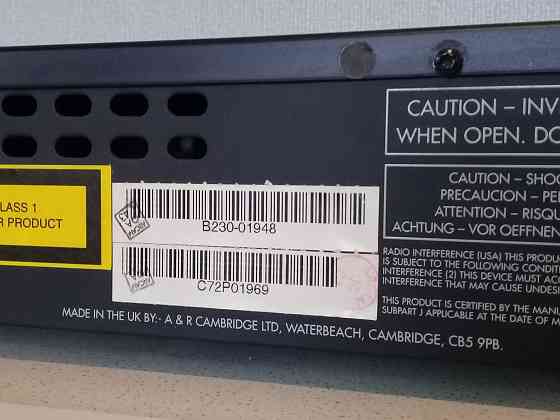 LASS 1
R PRODUCT
B230-01948
C72P01969
MADE IN THE UK BY:- A & R CAMBRIDGE LTD, WATERBEACH, CAMBRIDGE, CB5 9PB.
CAUTION – INV
WHEN OPEN. DO
CAUTION – SHOC
PRECAUCION – PE
ATTENTION – RISQU
ACHTUNG – VOR OEFFNEN
RADIO INTERFERENCE (USA) THIS PRODU
IS SUBJECT TO THE FOLLOWING CONDITI
INTERFERENCE (2) THIS DEVICE MUST AC
INTERFERENCE THAT MAY CAUSE UNDESI
THIS PRODUCT IS CERTIFIED BY THE MANU
SUBPART J APPLICABLE AT THE DATE OF M